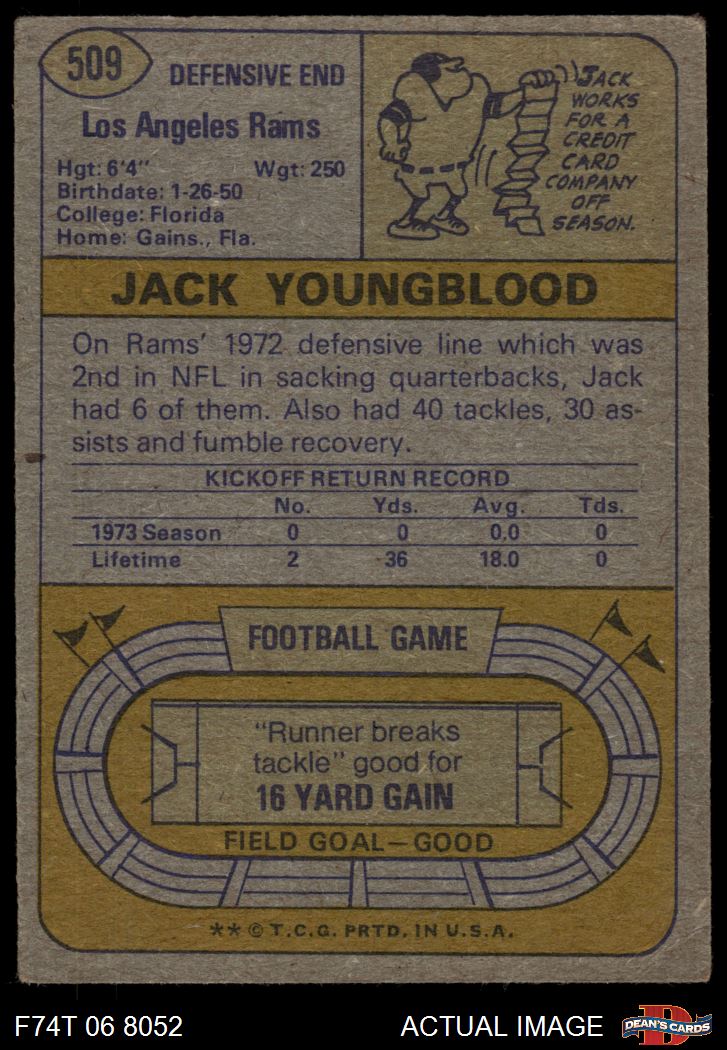 509
DEFENSIVE END
Los Angeles Rams
Hgt: 6'4" Wgt: 250
Birthdate: 1-26-50
College: Florida
Home: Gains., Fla.
JACK
WORKS
FOR A
CREDIT
CARD
COMPANY
OFF
SEASON.
JACK YOUNGBLOOD
On Rams' 1972 defensive line which was
2nd in NFL in sacking quarterbacks, Jack
had 6 of them. Also had 40 tackles, 30 as-
sists and fumble recovery.
KICKOFF RETURN RECORD
No. Yds. Avg. Tds.
1973 Season 0 0 0.0 0
Lifetime 2 36 18.0 0
FOOTBALL GAME
"Runner breaks
tackle" good for
16 YARD GAIN
FIELD GOAL—GOOD
** © T.C.G. PRTD. IN U.S.A.
F74T 06 8052 ACTUAL IMAGE
D
DEAN'S CARDS